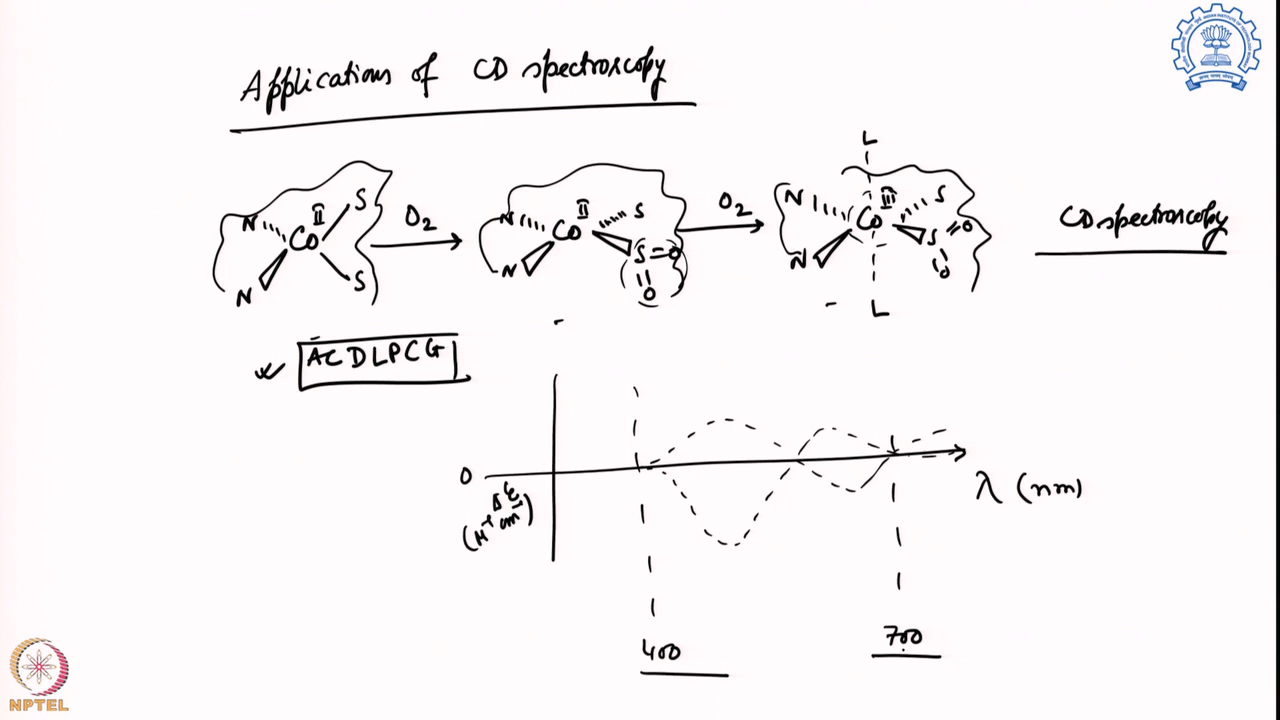 Applications of CD spectroscopy
N N Co II S S
O2
N N Co II S S O O
O2
L N N Co III S S O O L
CD spectroscopy
ACDLPCG
0
Δε
(M⁻¹ cm⁻¹)
λ (nm)
400
700
NPTEL